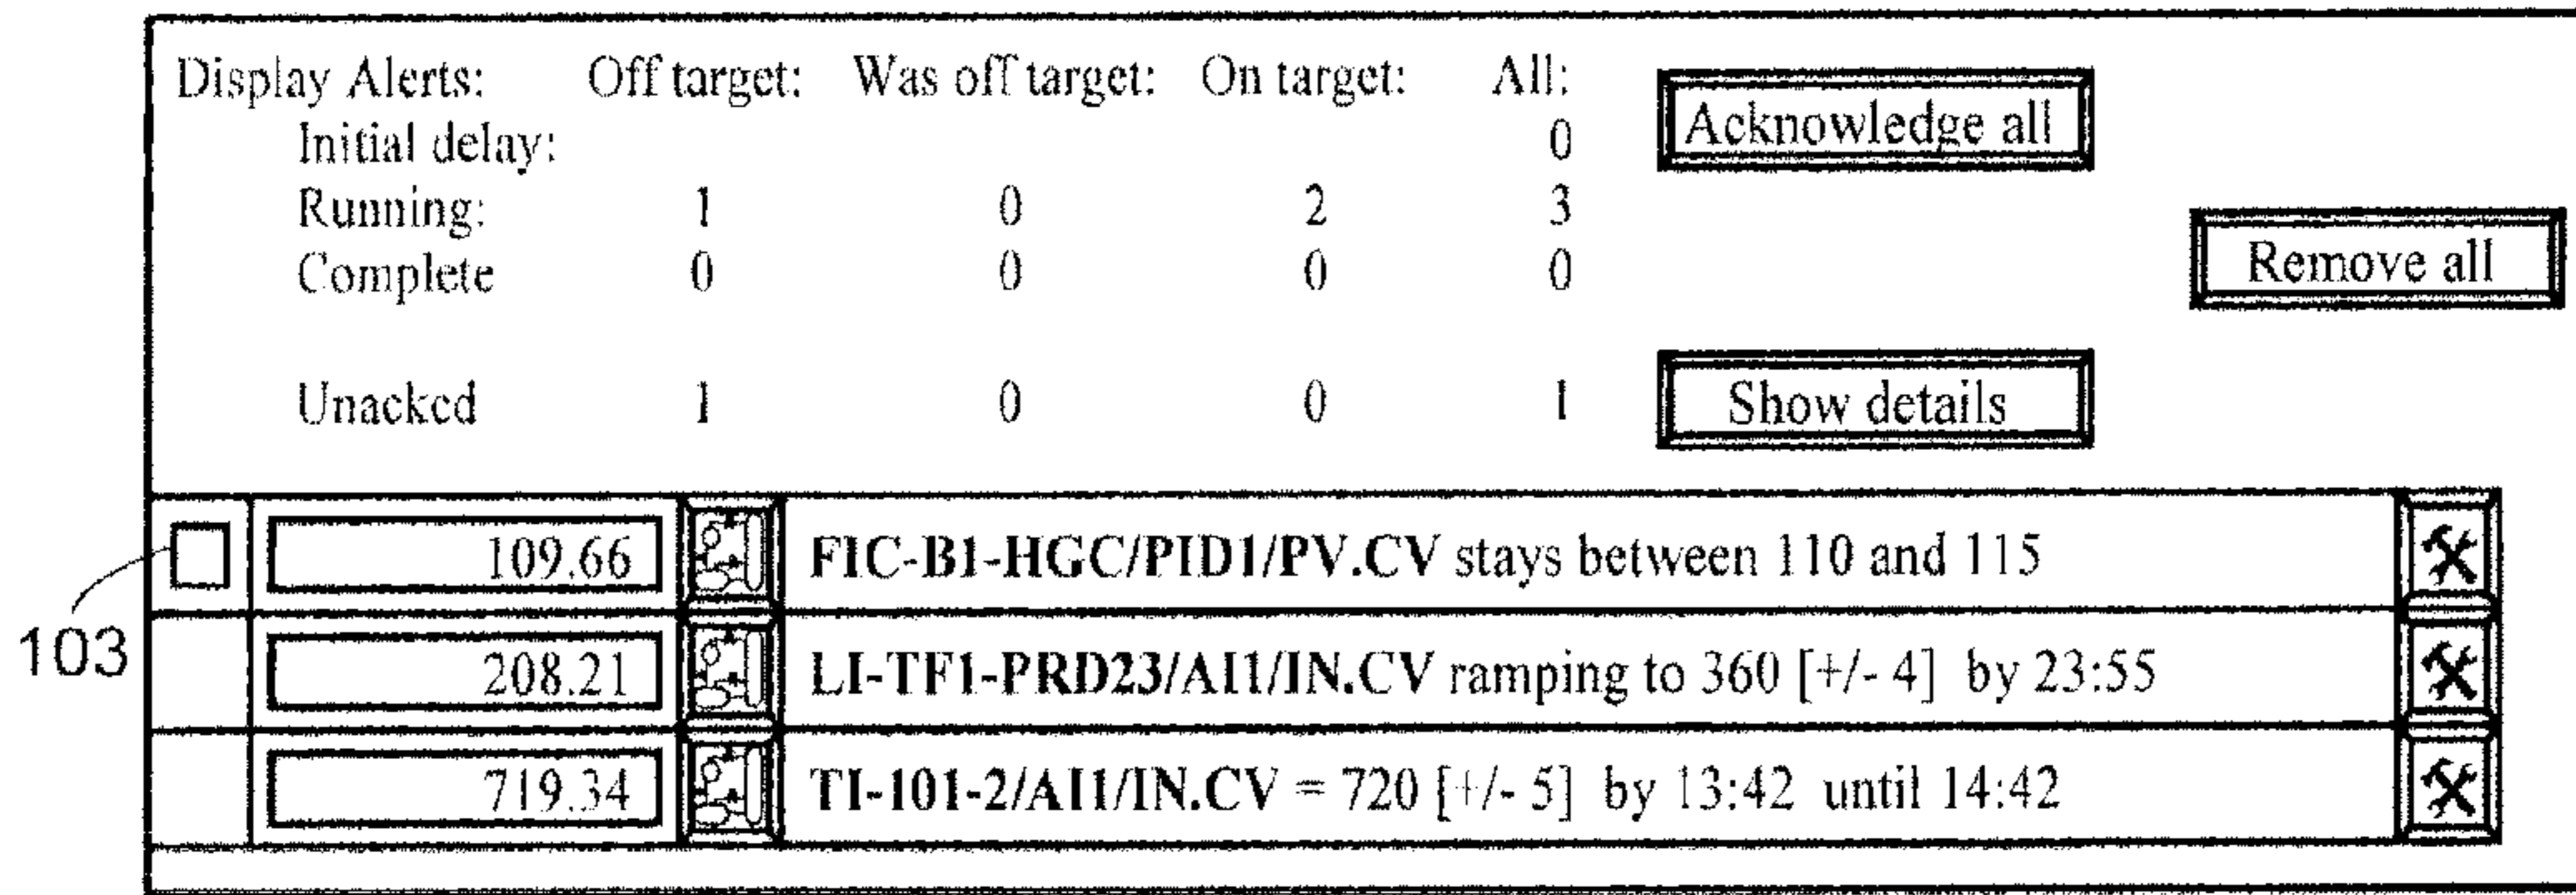 Display Alerts: Off target: Was off target: On target: All:
Initial delay: 0
Acknowledge all
Running: 1 0 2 3
Complete 0 0 0 0
Remove all
Unacked 1 0 0 1
Show details
109.66 FIC-B1-HGC/PID1/PV.CV stays between 110 and 115
103
208.21 LI-TF1-PRD23/AI1/IN.CV ramping to 360 [+/- 4] by 23:55
719.34 TI-101-2/AI1/IN.CV = 720 [+/- 5] by 13:42 until 14:42